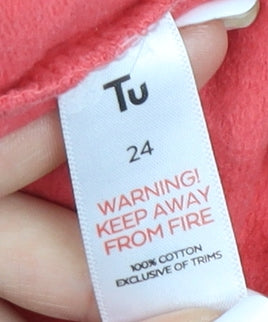 Tu
24
WARNING!
KEEP AWAY
FROM FIRE
100% COTTON
EXCLUSIVE OF TRIMS